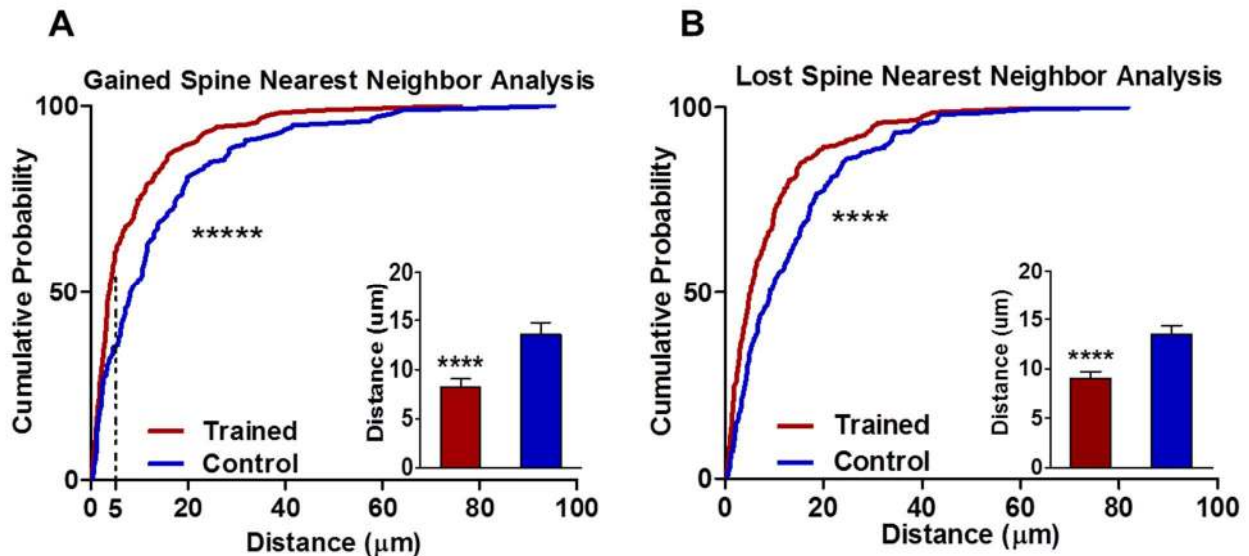 A
Gained Spine Nearest Neighbor Analysis
Cumulative Probability
100
50
0
*****
Trained
Control
Distance (um)
20
15
10
5
0
****
0 5 20 40 60 80 100
Distance (μm)
B
Lost Spine Nearest Neighbor Analysis
Cumulative Probability
100
50
0
****
Trained
Control
Distance (um)
20
15
10
5
0
****
0 20 40 60 80 100
Distance (μm)